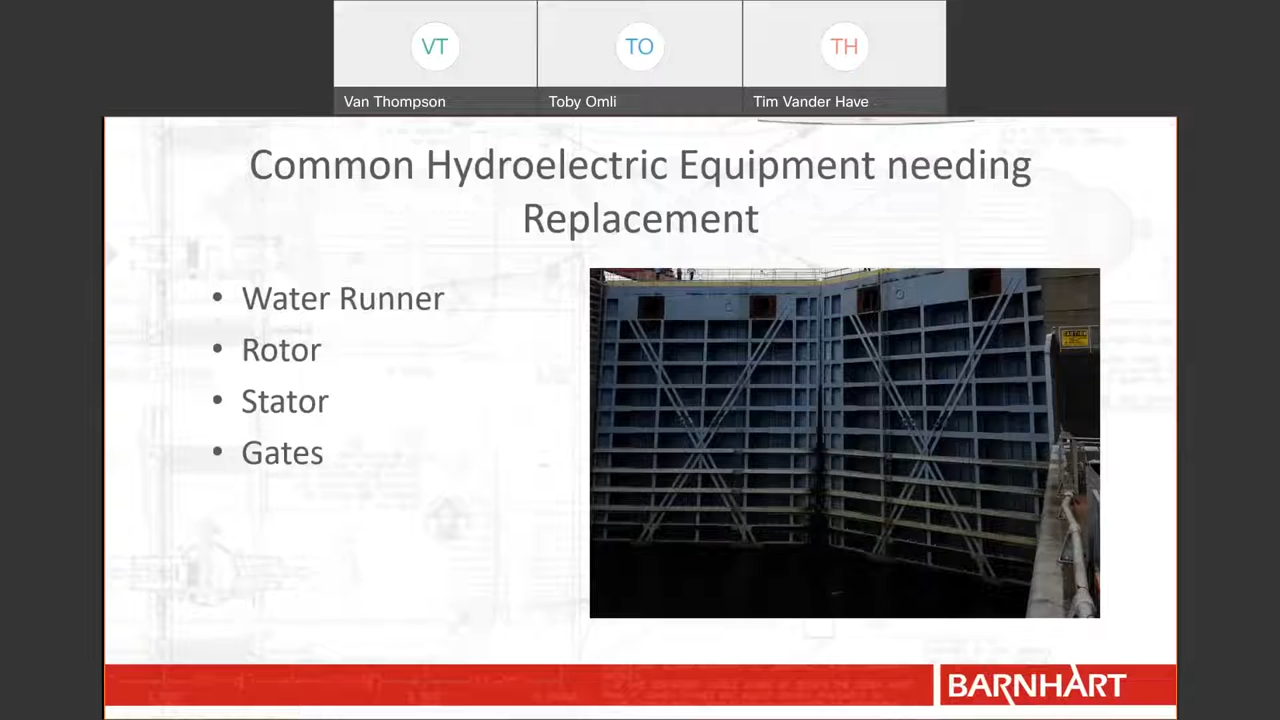 VT
TO
TH
Van Thompson
Toby Omli
Tim Vander Have
Common Hydroelectric Equipment needing
Replacement
• Water Runner
• Rotor
• Stator
• Gates
BARNHART